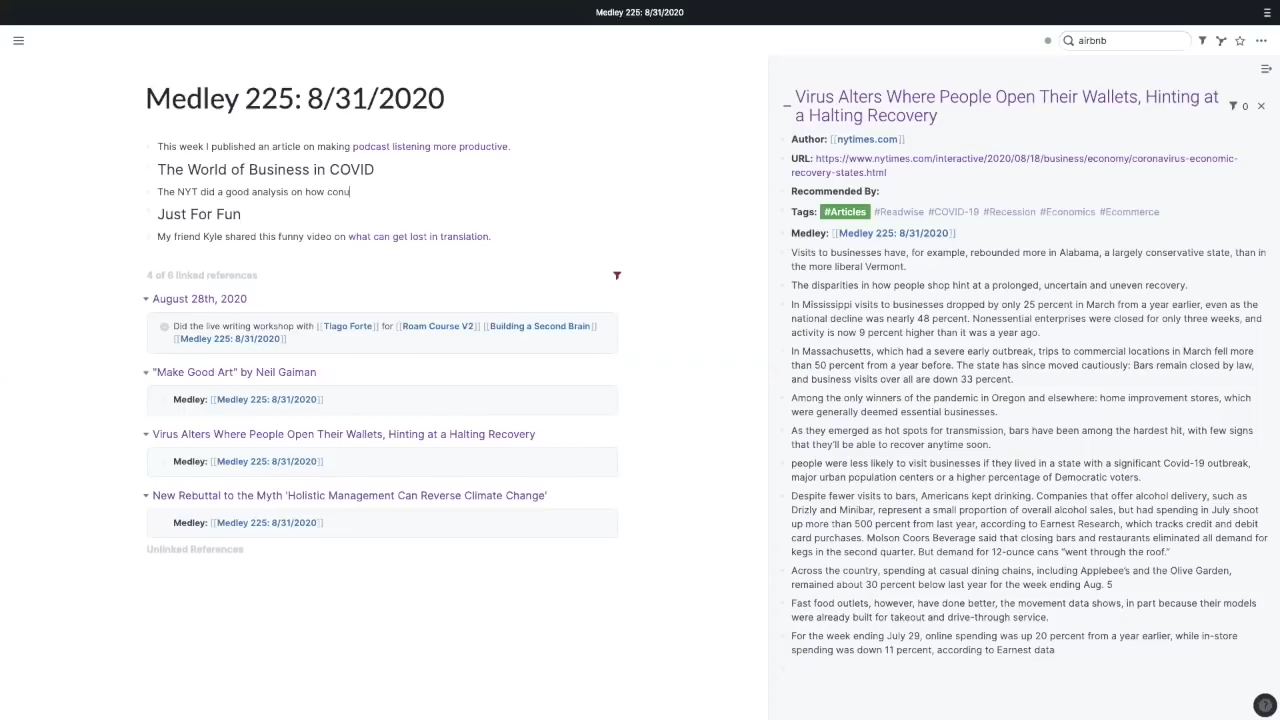 Medley 225: 8/31/2020
airbnb
Medley 225: 8/31/2020
This week I published an article on making podcast listening more productive.
The World of Business in COVID
The NYT did a good analysis on how conu
Just For Fun
My friend Kyle shared this funny video on what can get lost in translation.
4 of 6 linked references
August 28th, 2020
Did the live writing workshop with [[Tiago Forte]] for [[Roam Course V2]] [[Building a Second Brain]]
[[Medley 225: 8/31/2020]]
"Make Good Art" by Neil Gaiman
Medley: [[Medley 225: 8/31/2020]]
Virus Alters Where People Open Their Wallets, Hinting at a Halting Recovery
Medley: [[Medley 225: 8/31/2020]]
New Rebuttal to the Myth 'Holistic Management Can Reverse Climate Change'
Medley: [[Medley 225: 8/31/2020]]
Unlinked References
Virus Alters Where People Open Their Wallets, Hinting at
a Halting Recovery
0
Author: [[nytimes.com]]
URL: https://www.nytimes.com/interactive/2020/08/18/business/economy/coronavirus-economic-
recovery-states.html
Recommended By:
Tags: #Articles #Readwise #COVID-19 #Recession #Economics #Ecommerce
Medley: [[Medley 225: 8/31/2020]]
Visits to businesses have, for example, rebounded more in Alabama, a largely conservative state, than in
the more liberal Vermont.
The disparities in how people shop hint at a prolonged, uncertain and uneven recovery.
In Mississippi visits to businesses dropped by only 25 percent in March from a year earlier, even as the
national decline was nearly 48 percent. Nonessential enterprises were closed for only three weeks, and
activity is now 9 percent higher than it was a year ago.
In Massachusetts, which had a severe early outbreak, trips to commercial locations in March fell more
than 50 percent from a year before. The state has since moved cautiously: Bars remain closed by law,
and business visits over all are down 33 percent.
Among the only winners of the pandemic in Oregon and elsewhere: home improvement stores, which
were generally deemed essential businesses.
As they emerged as hot spots for transmission, bars have been among the hardest hit, with few signs
that they'll be able to recover anytime soon.
people were less likely to visit businesses if they lived in a state with a significant Covid-19 outbreak,
major urban population centers or a higher percentage of Democratic voters.
Despite fewer visits to bars, Americans kept drinking. Companies that offer alcohol delivery, such as
Drizly and Minibar, represent a small proportion of overall alcohol sales, but had spending in July shoot
up more than 500 percent from last year, according to Earnest Research, which tracks credit and debit
card purchases. Molson Coors Beverage said that closing bars and restaurants eliminated all demand for
kegs in the second quarter. But demand for 12-ounce cans “went through the roof.”
Across the country, spending at casual dining chains, including Applebee's and the Olive Garden,
remained about 30 percent below last year for the week ending Aug. 5
Fast food outlets, however, have done better, the movement data shows, in part because their models
were already built for takeout and drive-through service.
For the week ending July 29, online spending was up 20 percent from a year earlier, while in-store
spending was down 11 percent, according to Earnest data
?